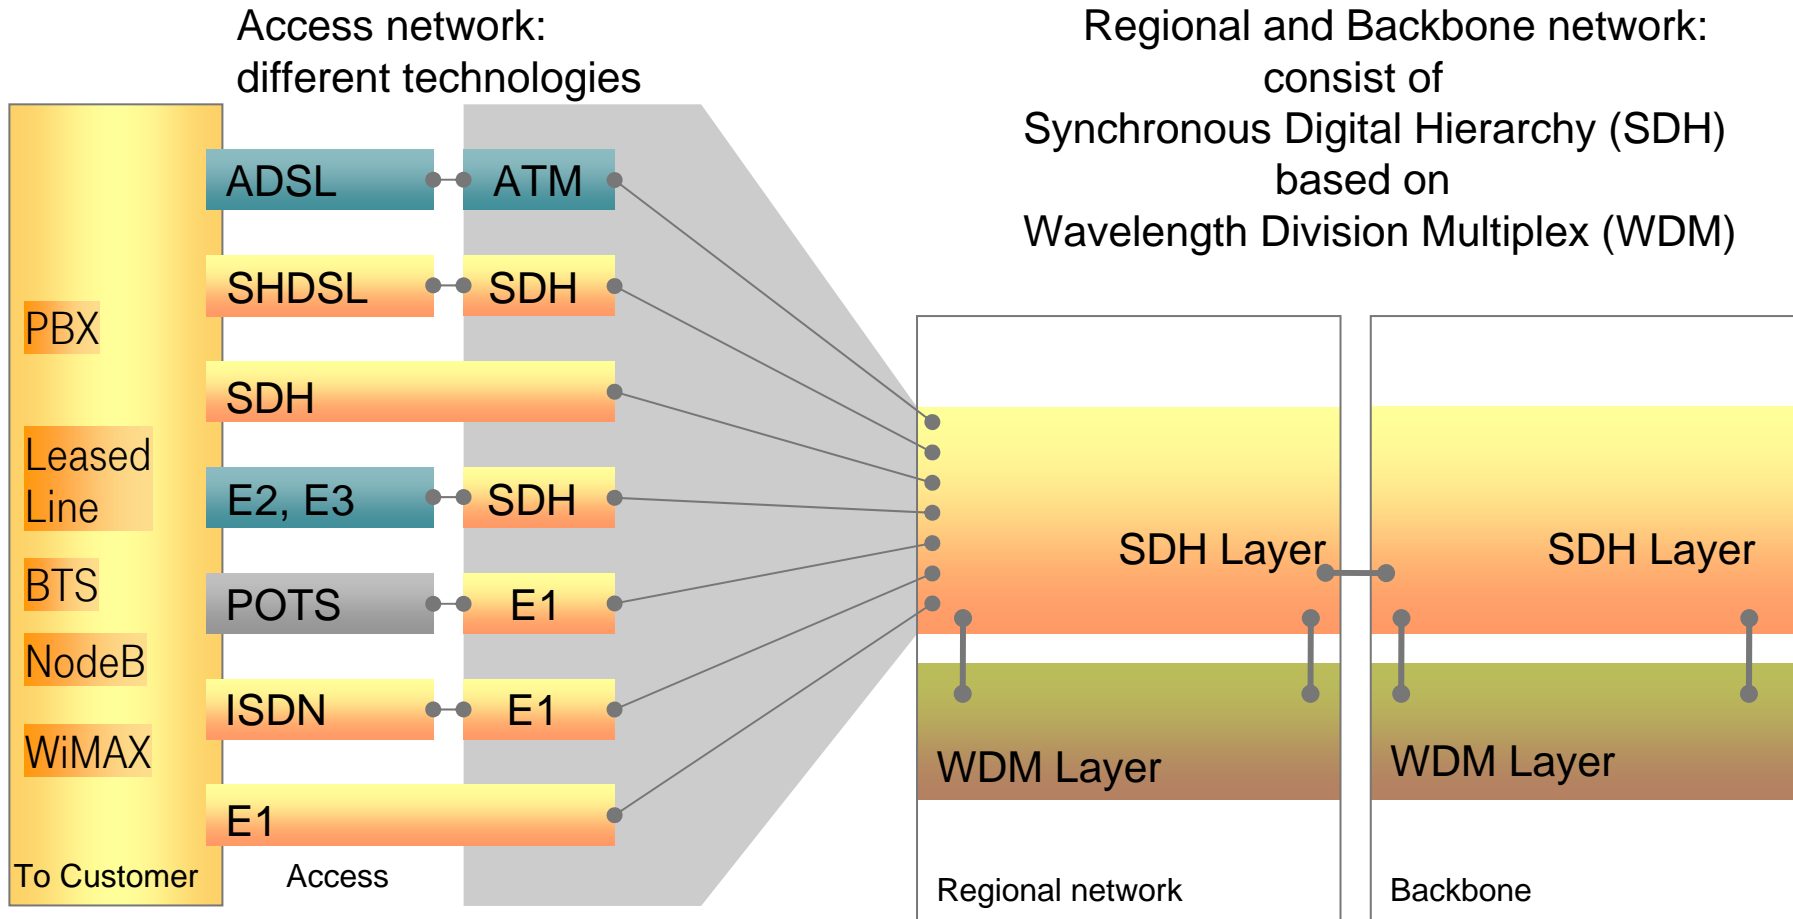 Access network:
different technologies
Regional and Backbone network:
consist of
Synchronous Digital Hierarchy (SDH)
based on
Wavelength Division Multiplex (WDM)
PBX
Leased
Line
BTS
NodeB
WiMAX
To Customer
ADSL
ATM
SHDSL
SDH
SDH
E2, E3
SDH
POTS
E1
ISDN
E1
E1
Access
SDH Layer
WDM Layer
Regional network
SDH Layer
WDM Layer
Backbone